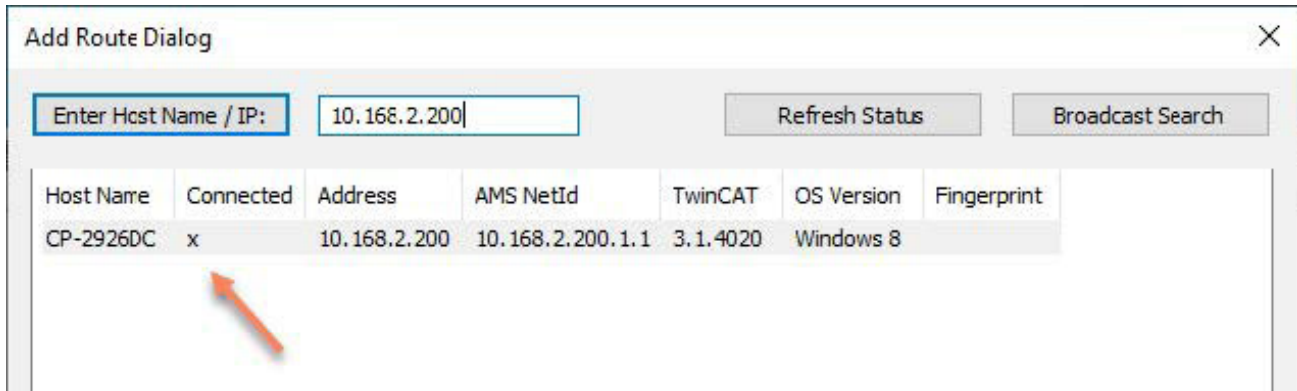 Add Route Dialog
Enter Host Name / IP: 10.168.2.200 Refresh Status Broadcast Search
Host Name Connected Address AMS NetId TwinCAT OS Version Fingerprint
CP-2926DC x 10.168.2.200 10.168.2.200.1.1 3.1.4020 Windows 8